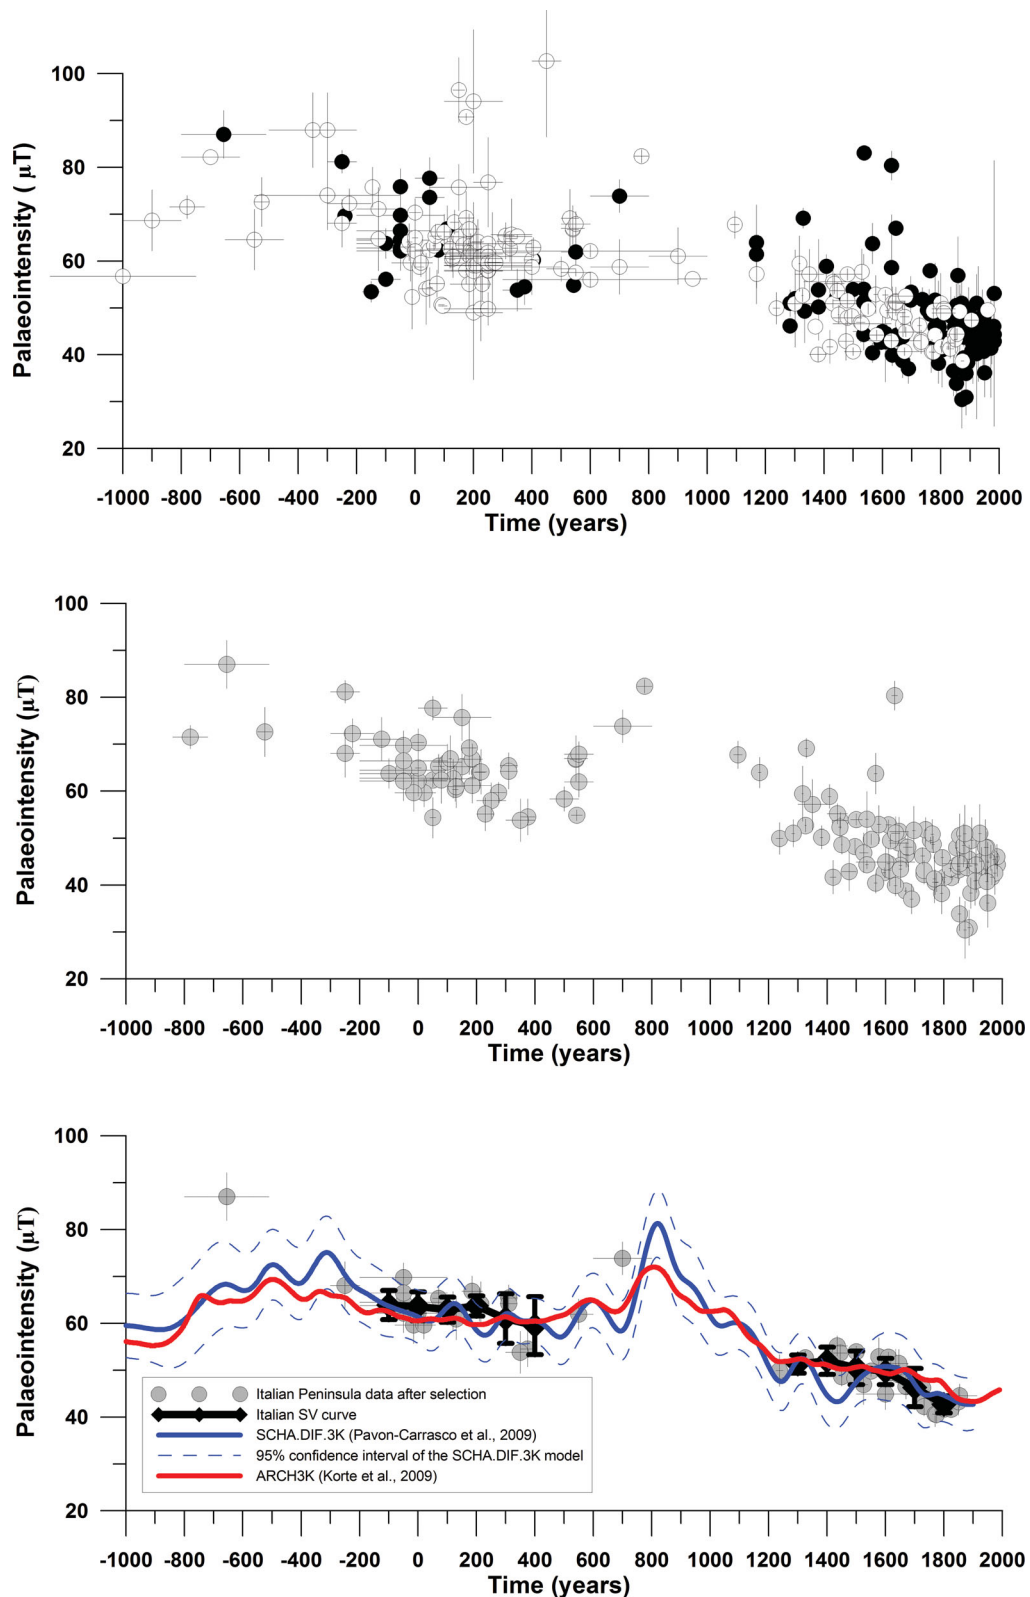 Palaeointensity ( μT)
100
80
60
40
20
-1000 -800 -600 -400 -200 0 200 400 600 800 1000 1200 1400 1600 1800 2000
Time (years)
Palaeointensity (μT)
100
80
60
40
20
-1000 -800 -600 -400 -200 0 200 400 600 800 1000 1200 1400 1600 1800 2000
Time (years)
Palaeointensity (μT)
100
80
60
40
20
Italian Peninsula data after selection
Italian SV curve
SCHA.DIF.3K (Pavon-Carrasco et al., 2009)
95% confidence interval of the SCHA.DIF.3K model
ARCH3K (Korte et al., 2009)
-1000 -800 -600 -400 -200 0 200 400 600 800 1000 1200 1400 1600 1800 2000
Time (years)